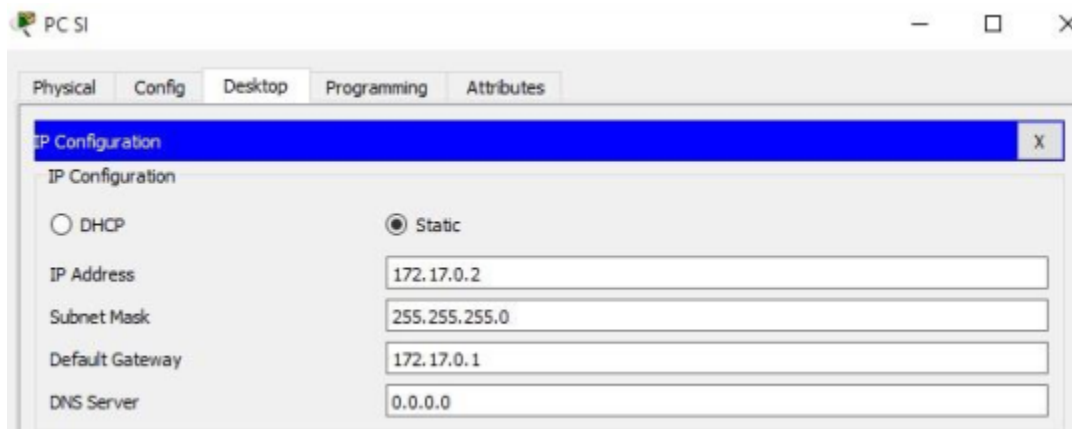 PC SI
Physical Config Desktop Programming Attributes
IP Configuration X
IP Configuration
DHCP Static
IP Address 172.17.0.2
Subnet Mask 255.255.255.0
Default Gateway 172.17.0.1
DNS Server 0.0.0.0